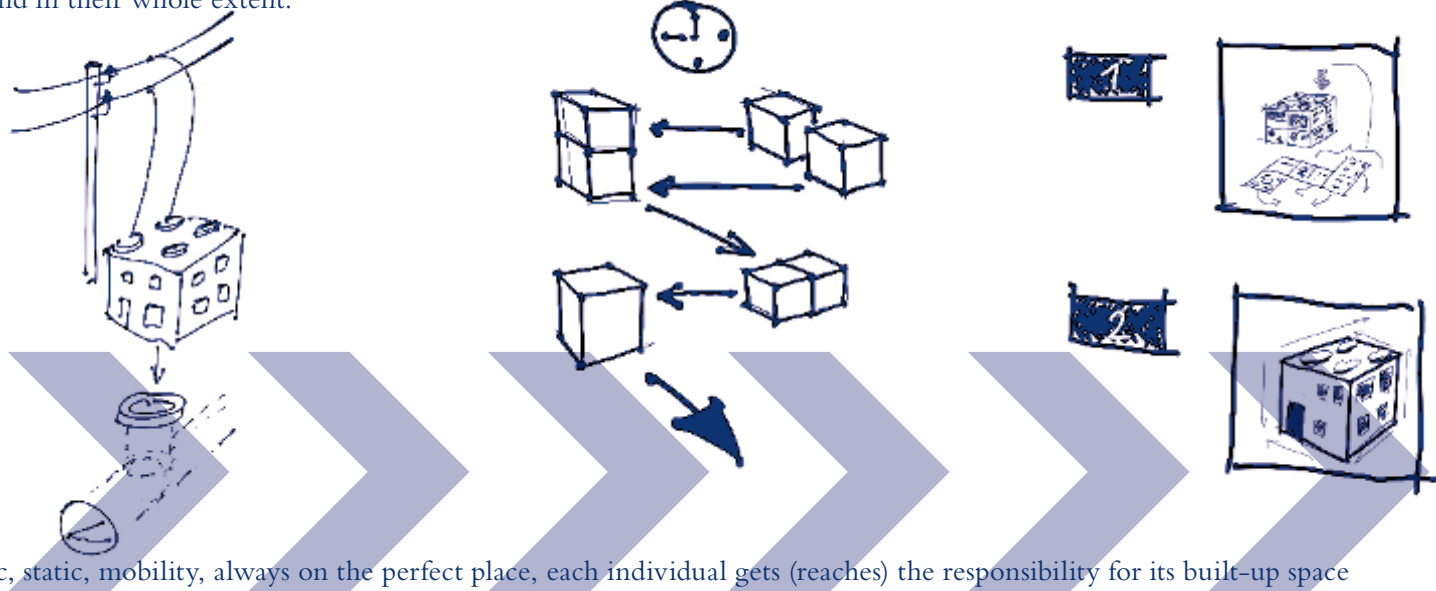 nd in their whole extent.
1
2
c, static, mobility, always on the perfect place, each individual gets (reaches) the responsibility for its built-up space